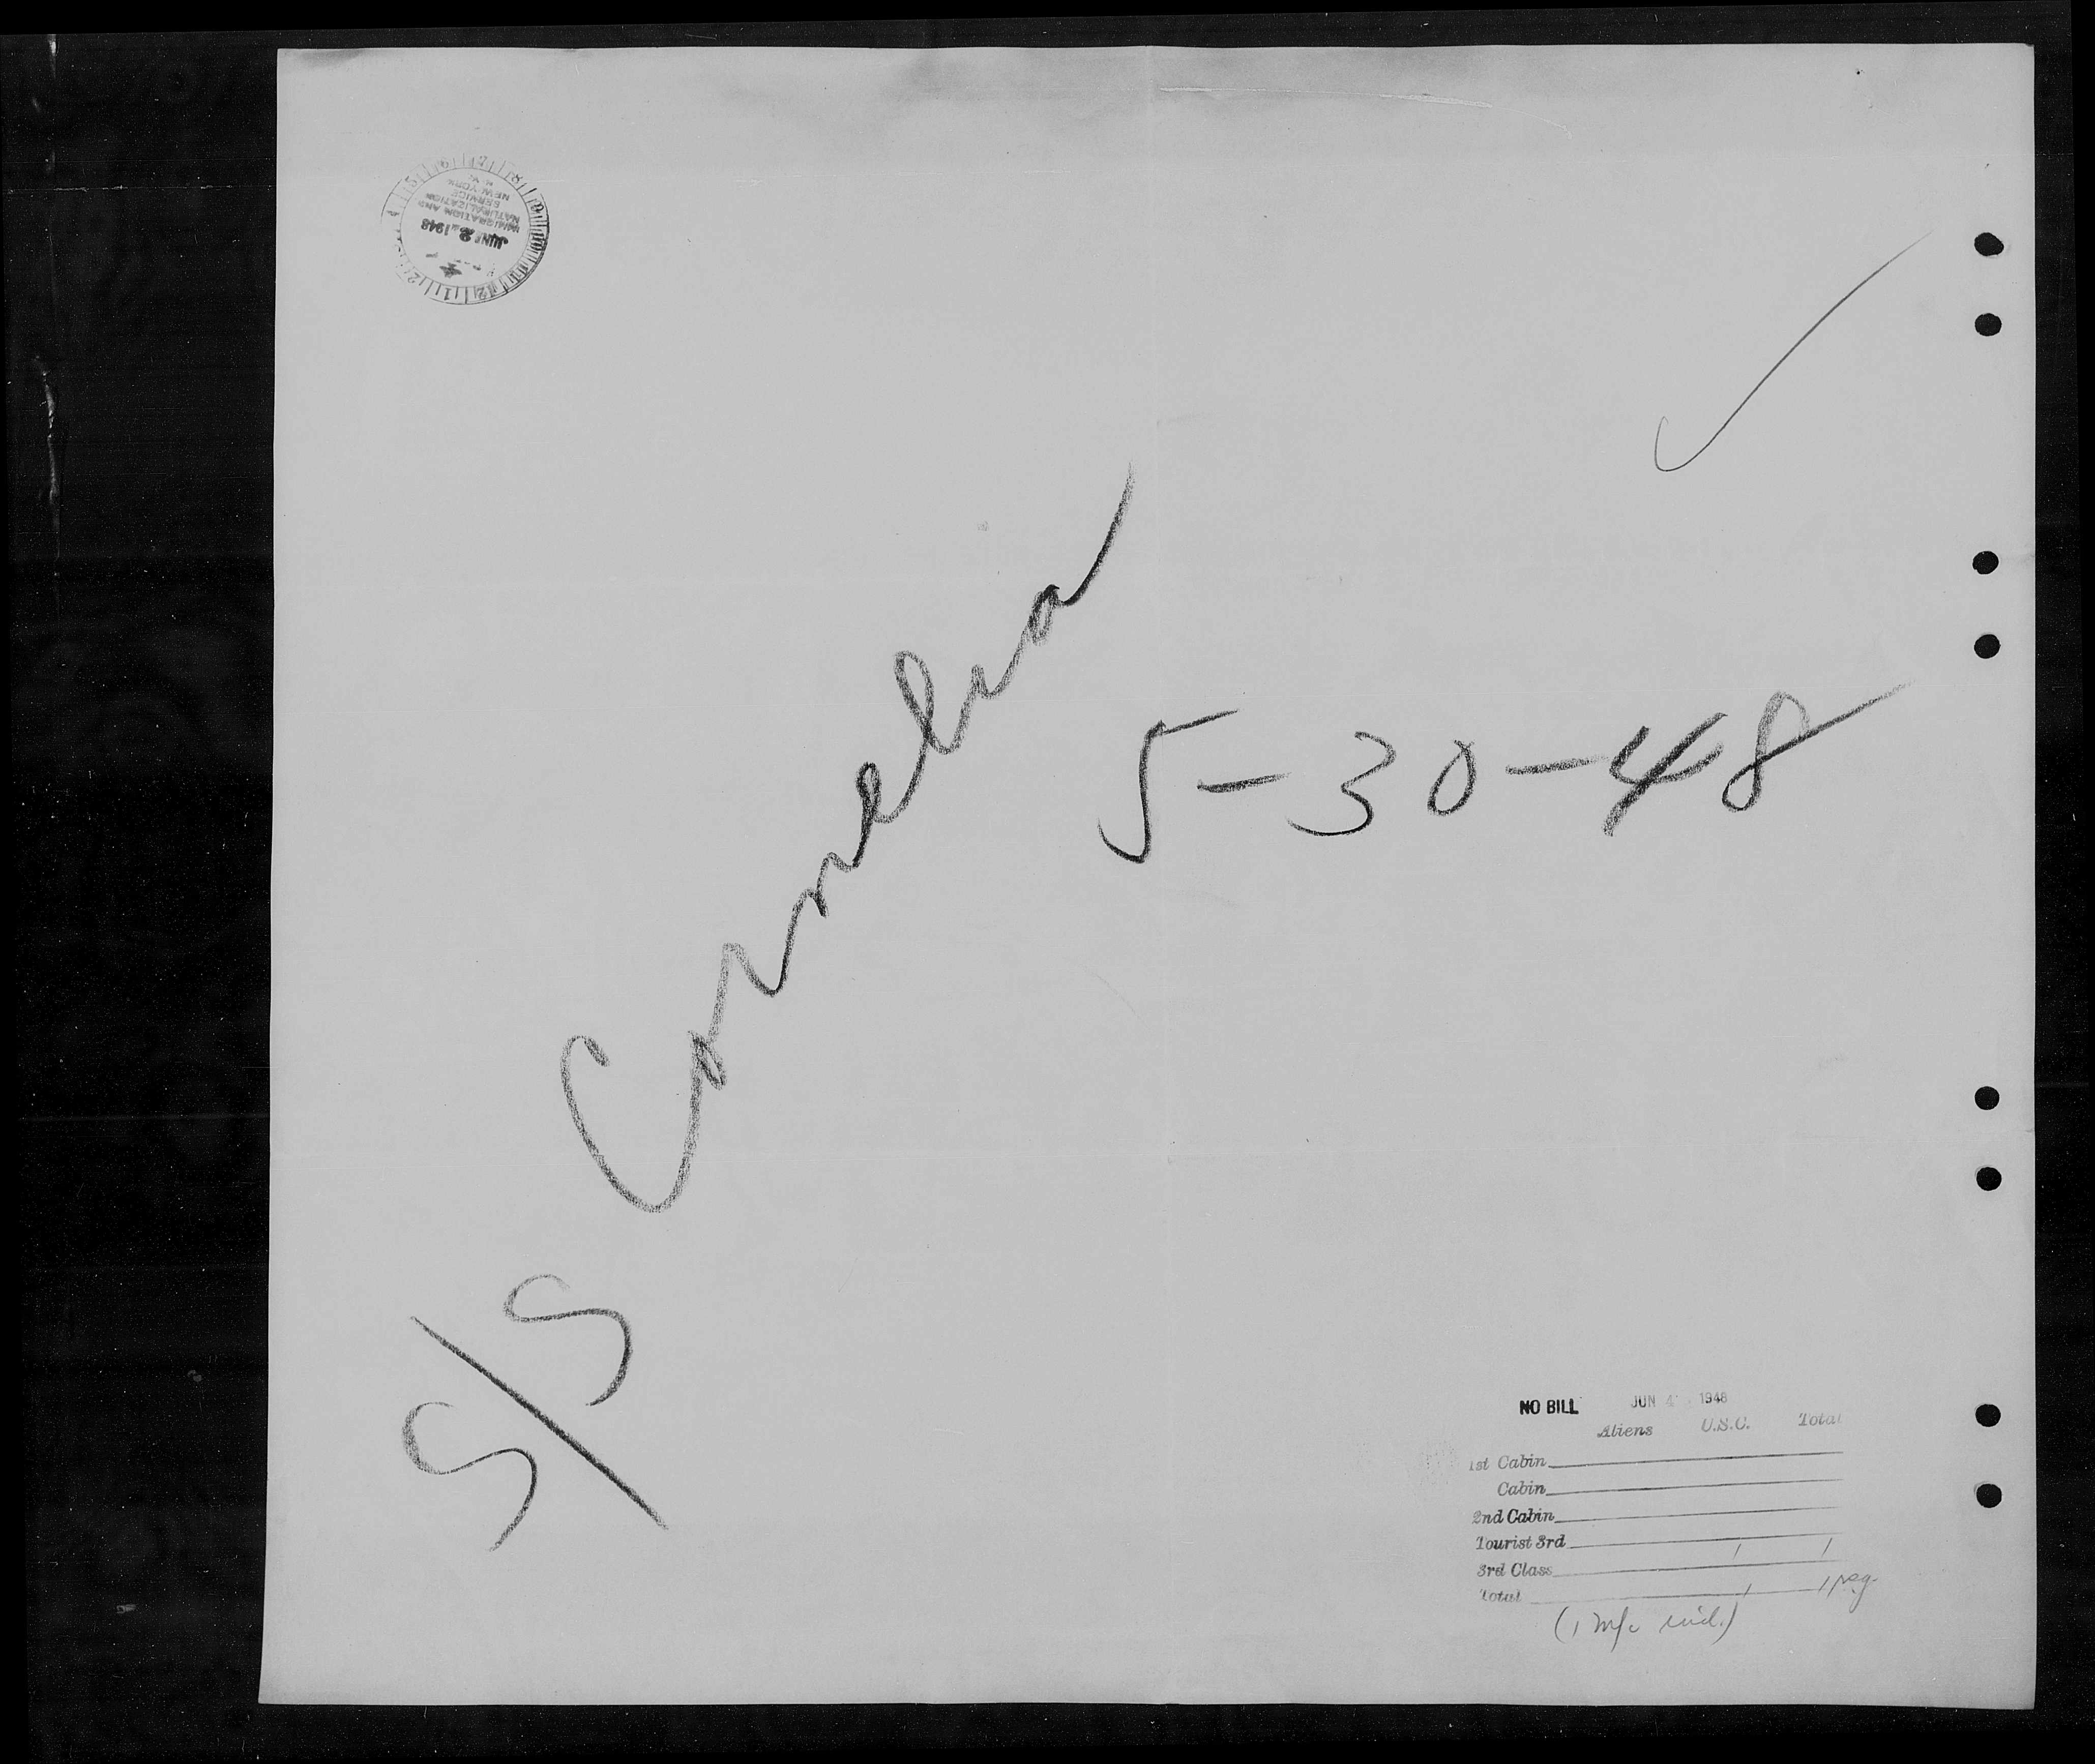 IMMIGRATION AND
NATURALIZATION
SERVICE
NEW YORK
N.Y.
JUN 2 1948
S/S Cornelia
5-30-48
NO BILL JUN 4 1948
Aliens U.S.C. Total
1st Cabin
Cabin
2nd Cabin
Tourist 3rd
3rd Class 1 1
Total 1 1